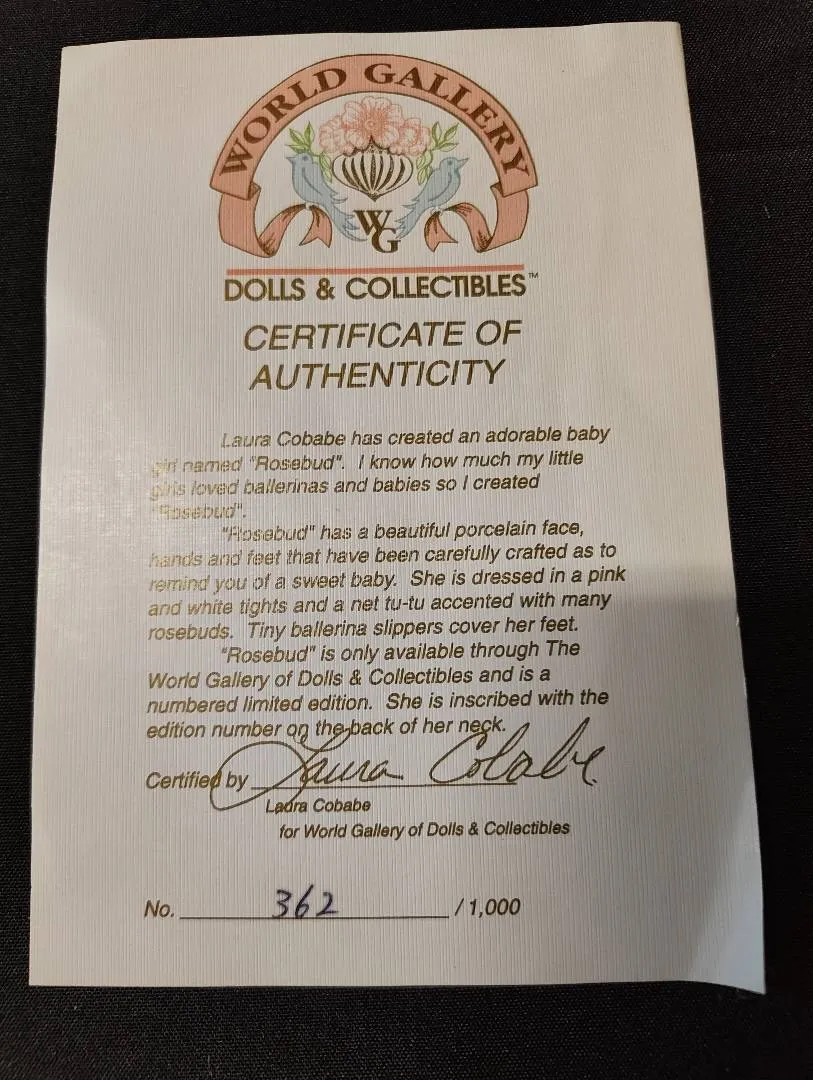 WORLD GALLERY
WG
DOLLS & COLLECTIBLES™
CERTIFICATE OF
AUTHENTICITY
Laura Cobabe has created an adorable baby
girl named "Rosebud". I know how much my little
girls loved ballerinas and babies so I created
"Rosebud".
"Rosebud" has a beautiful porcelain face,
hands and feet that have been carefully crafted as to
remind you of a sweet baby. She is dressed in a pink
and white tights and a net tu-tu accented with many
rosebuds. Tiny ballerina slippers cover her feet.
"Rosebud" is only available through The
World Gallery of Dolls & Collectibles and is a
numbered limited edition. She is inscribed with the
edition number on the back of her neck.
Certified by Laura Cobabe
Laura Cobabe
for World Gallery of Dolls & Collectibles
No. 362 / 1,000